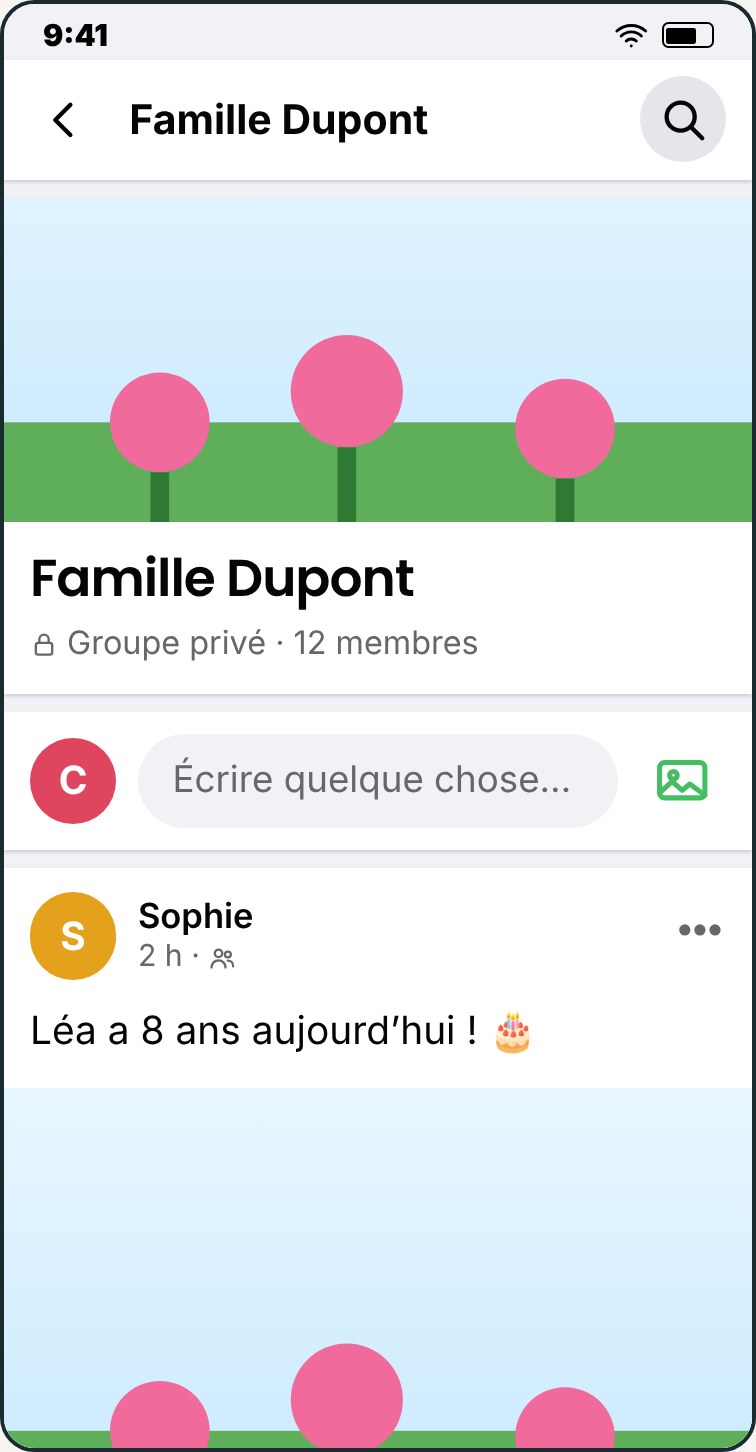 9:41
Famille Dupont
Famille Dupont
Groupe privé · 12 membres
C
Écrire quelque chose...
S
Sophie
2 h ·
Léa a 8 ans aujourd’hui ! 🎂